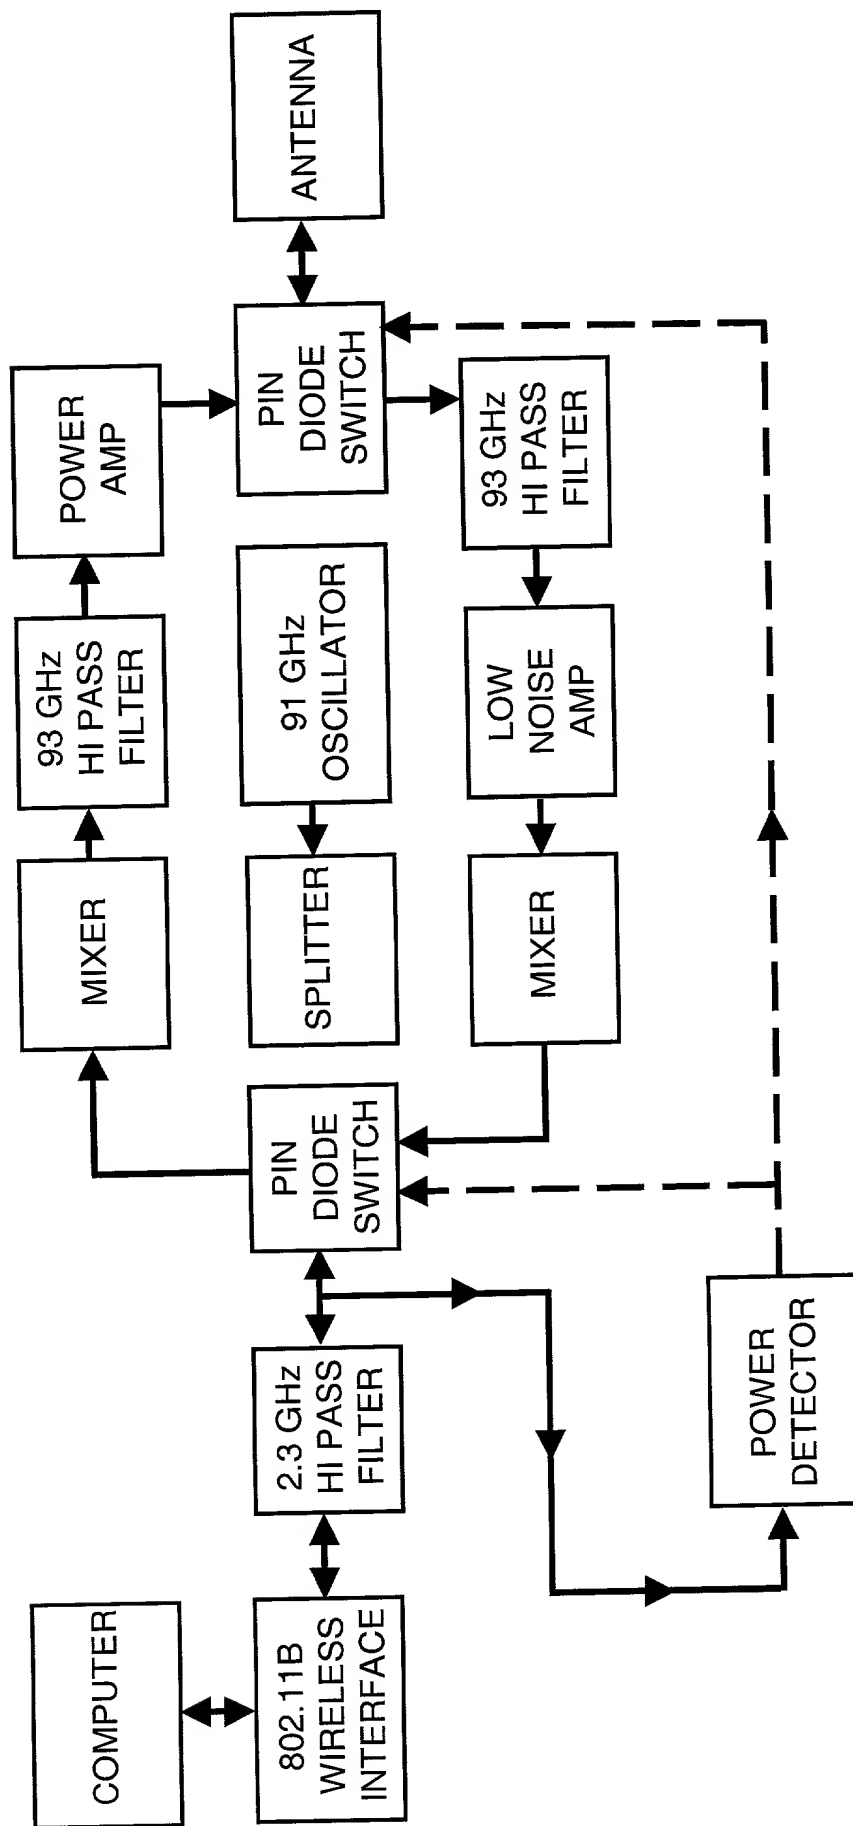 COMPUTER
802.11B
WIRELESS
INTERFACE
2.3 GHz
HI PASS
FILTER
PIN
DIODE
SWITCH
MIXER
93 GHz
HI PASS
FILTER
POWER
AMP
SPLITTER
91 GHz
OSCILLATOR
PIN
DIODE
SWITCH
ANTENNA
MIXER
LOW
NOISE
AMP
93 GHz
HI PASS
FILTER
POWER
DETECTOR